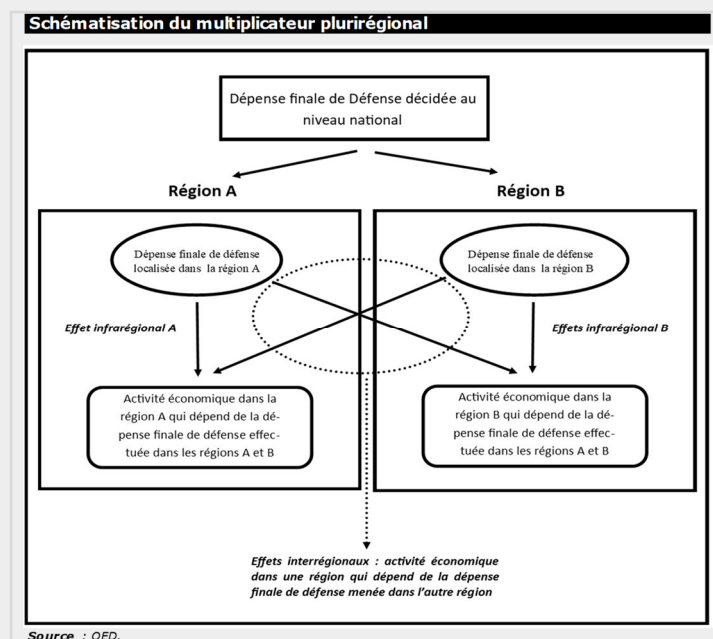 Schématisation du multiplicateur plurirégional
Dépense finale de Défense décidée au
niveau national
Région A
Région B
Dépense finale de défense
localisée dans la région A
Dépense finale de défense
localisée dans la région B
Effet infrarégional A
Effets infrarégional B
Activité économique dans la
région A qui dépend de la dé-
pense finale de défense effec-
tuée dans les régions A et B
Activité économique dans la
région B qui dépend de la dé-
pense finale de défense effec-
tuée dans les régions A et B
Effets interrégionaux : activité économique
dans une région qui dépend de la dépense
finale de défense menée dans l’autre région
Source : OED.